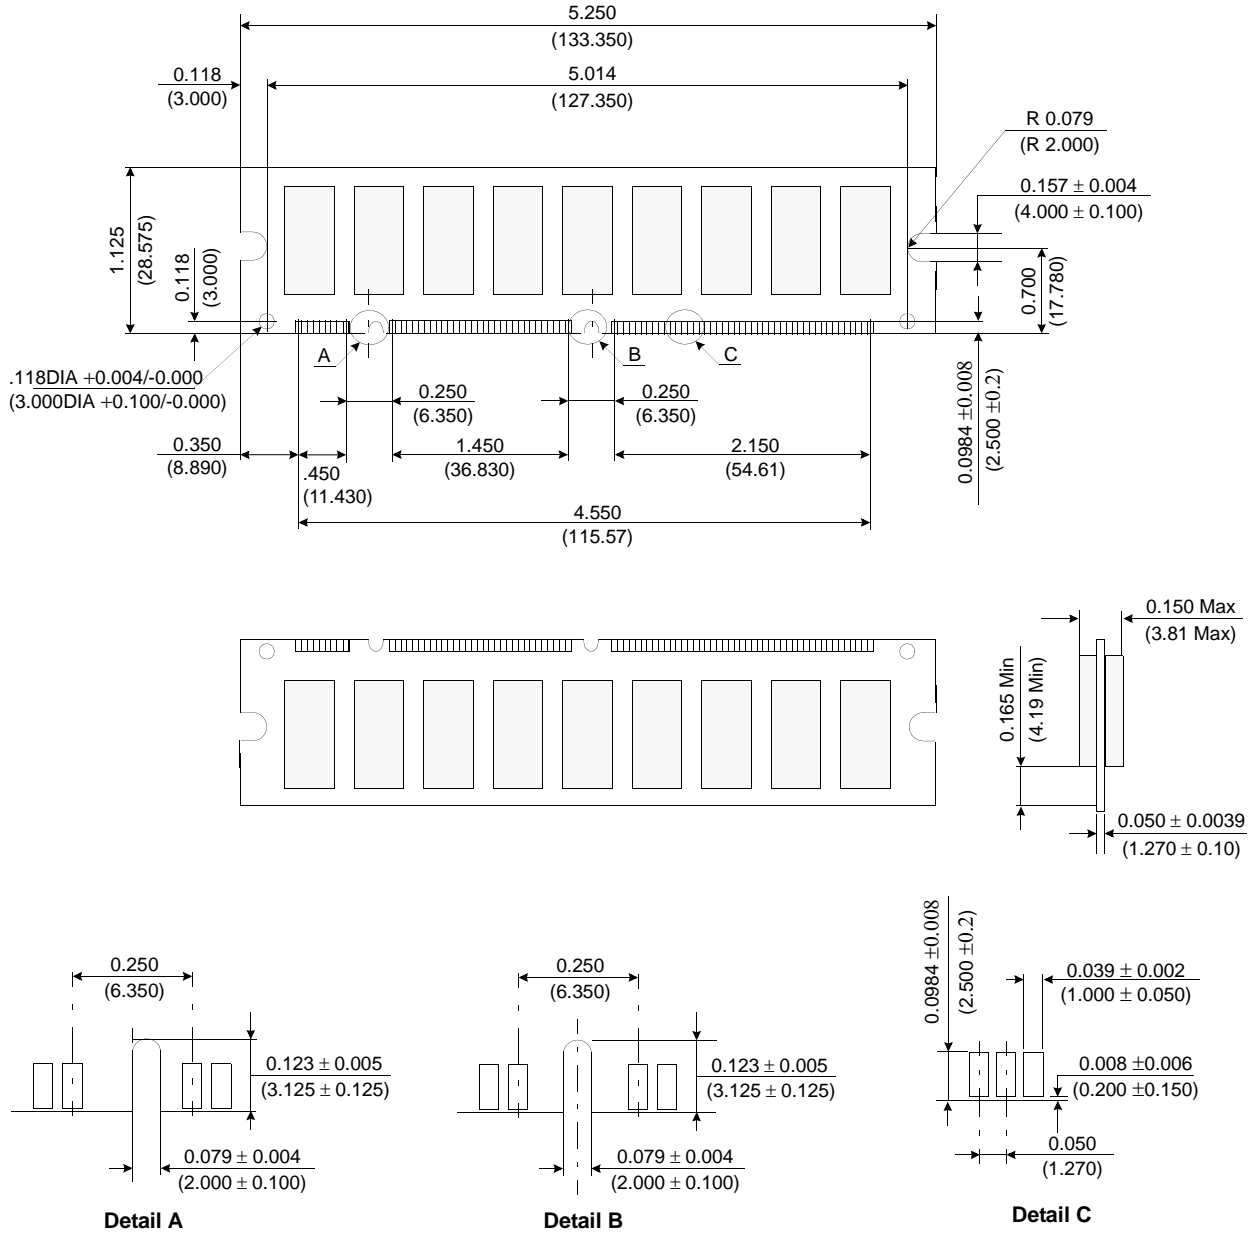 5.250
(133.350)
0.118
(3.000)
5.014
(127.350)
R 0.079
(R 2.000)
0.157 ± 0.004
(4.000 ± 0.100)
1.125
(28.575)
0.118
(3.000)
0.700
(17.780)
A
B
C
.118DIA +0.004/-0.000
(3.000DIA +0.100/-0.000)
0.250
(6.350)
0.250
(6.350)
0.0984 ±0.008
(2.500 ±0.2)
0.350
(8.890)
.450
(11.430)
1.450
(36.830)
2.150
(54.61)
4.550
(115.57)
0.150 Max
(3.81 Max)
0.165 Min
(4.19 Min)
0.050 ± 0.0039
(1.270 ± 0.10)
0.250
(6.350)
0.123 ± 0.005
(3.125 ± 0.125)
0.079 ± 0.004
(2.000 ± 0.100)
Detail A
0.250
(6.350)
0.123 ± 0.005
(3.125 ± 0.125)
0.079 ± 0.004
(2.000 ± 0.100)
Detail B
0.0984 ±0.008
(2.500 ±0.2)
0.039 ± 0.002
(1.000 ± 0.050)
0.008 ±0.006
(0.200 ±0.150)
0.050
(1.270)
Detail C